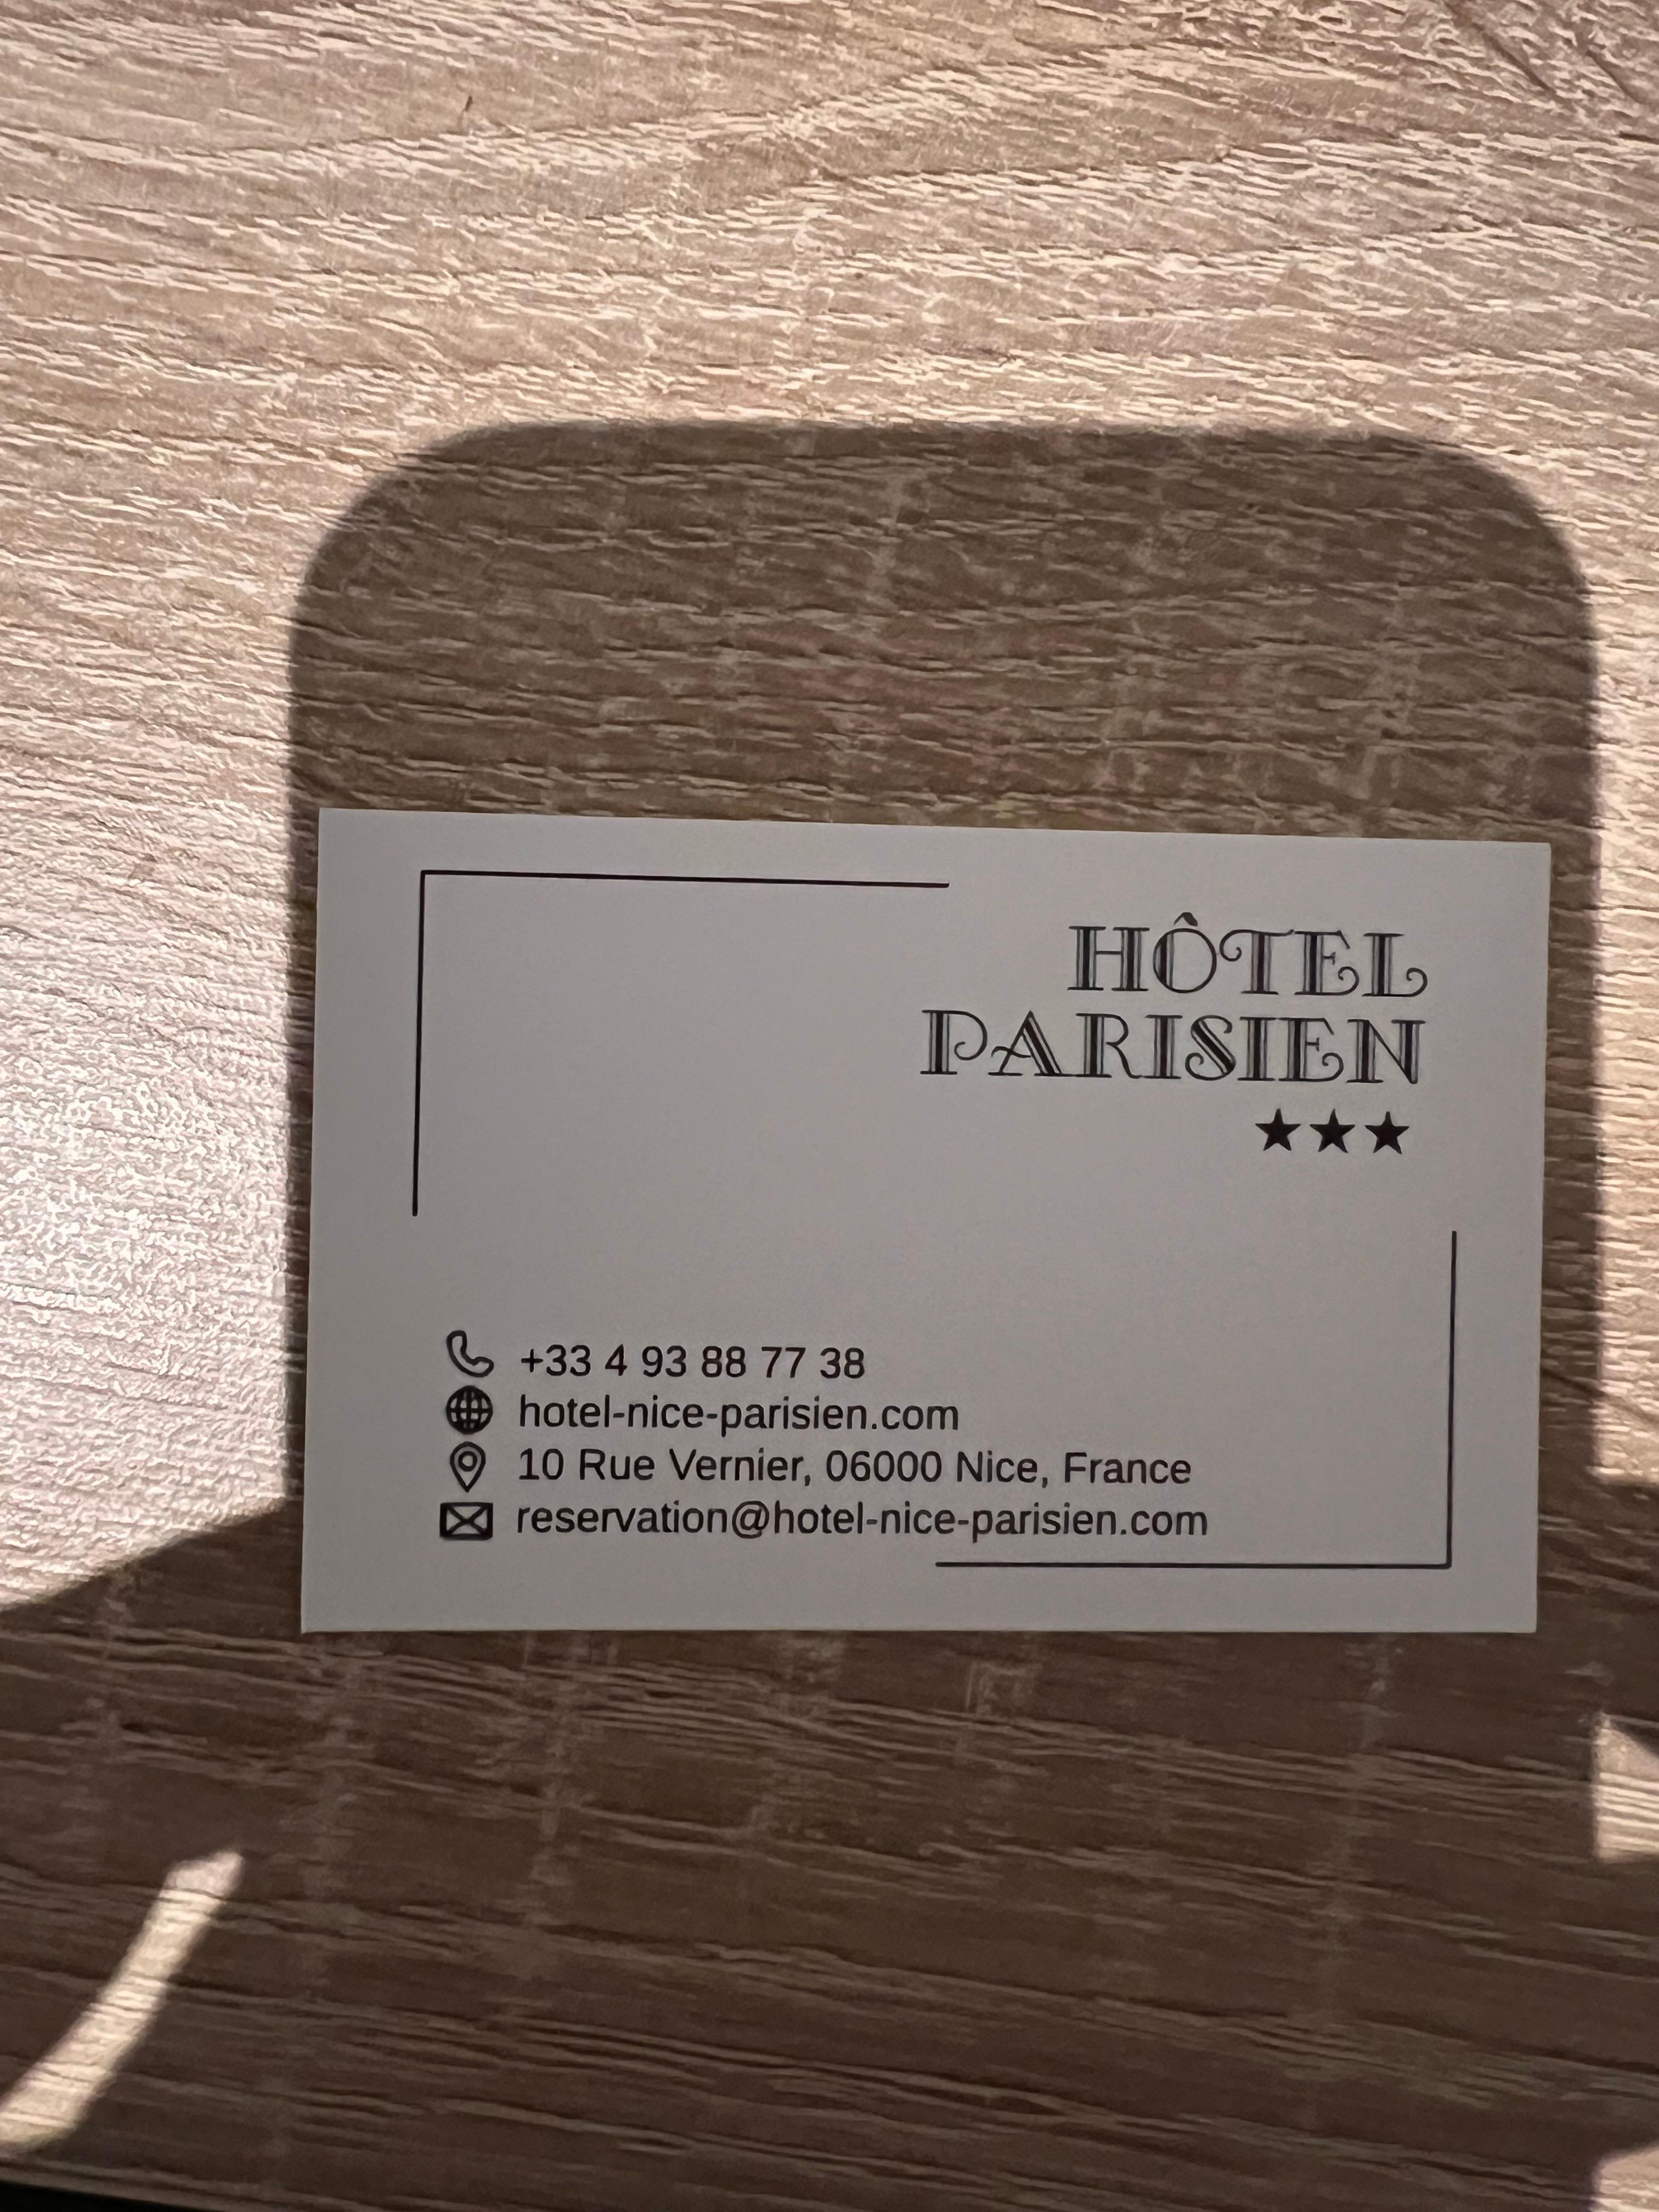 HÔTEL
PARISIEN
★★★
+33 4 93 88 77 38
hotel-nice-parisien.com
10 Rue Vernier, 06000 Nice, France
reservation@hotel-nice-parisien.com